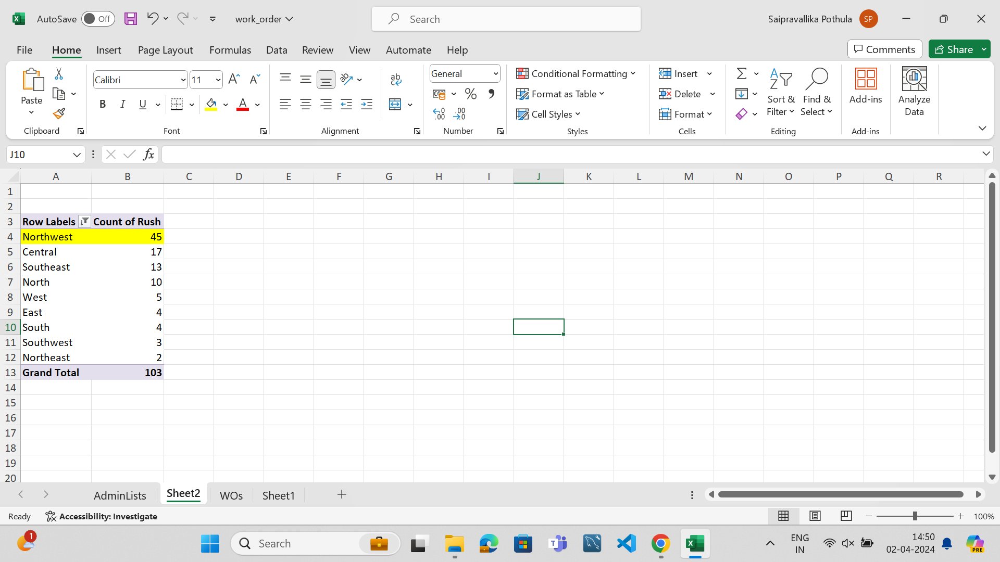 AutoSave Off work_order Search Saipravallika Pothula SP
File Home Insert Page Layout Formulas Data Review View Automate Help Comments Share
Paste Calibri 11 B I U A General % Conditional Formatting Format as Table Cell Styles Insert Delete Format Sort & Filter Find & Select Add-ins Analyze Data
Clipboard Font Alignment Number Styles Cells Editing Add-ins
J10 fx
A B C D E F G H I J K L M N O P Q R
1
2
3 Row Labels Count of Rush
4 Northwest 45
5 Central 17
6 Southeast 13
7 North 10
8 West 5
9 East 4
10 South 4
11 Southwest 3
12 Northeast 2
13 Grand Total 103
14
15
16
17
18
19
20
AdminLists Sheet2 WOs Sheet1
Ready Accessibility: Investigate 100%
1 Search ENG 14:50
IN 02-04-2024 PRE